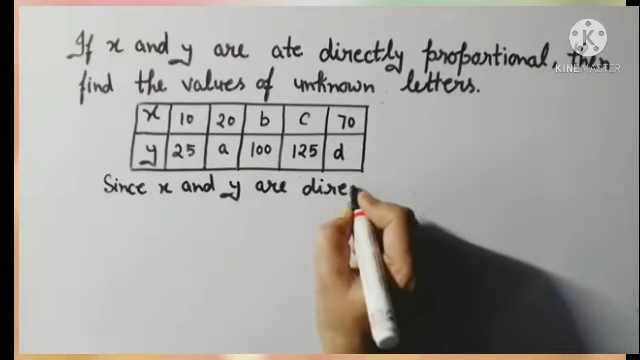 If x and y are ate directly proportional, then
find the values of unknown letters.
x 10 20 b c 70
y 25 a 100 125 d
Since x and y are dire
KINEMASTER